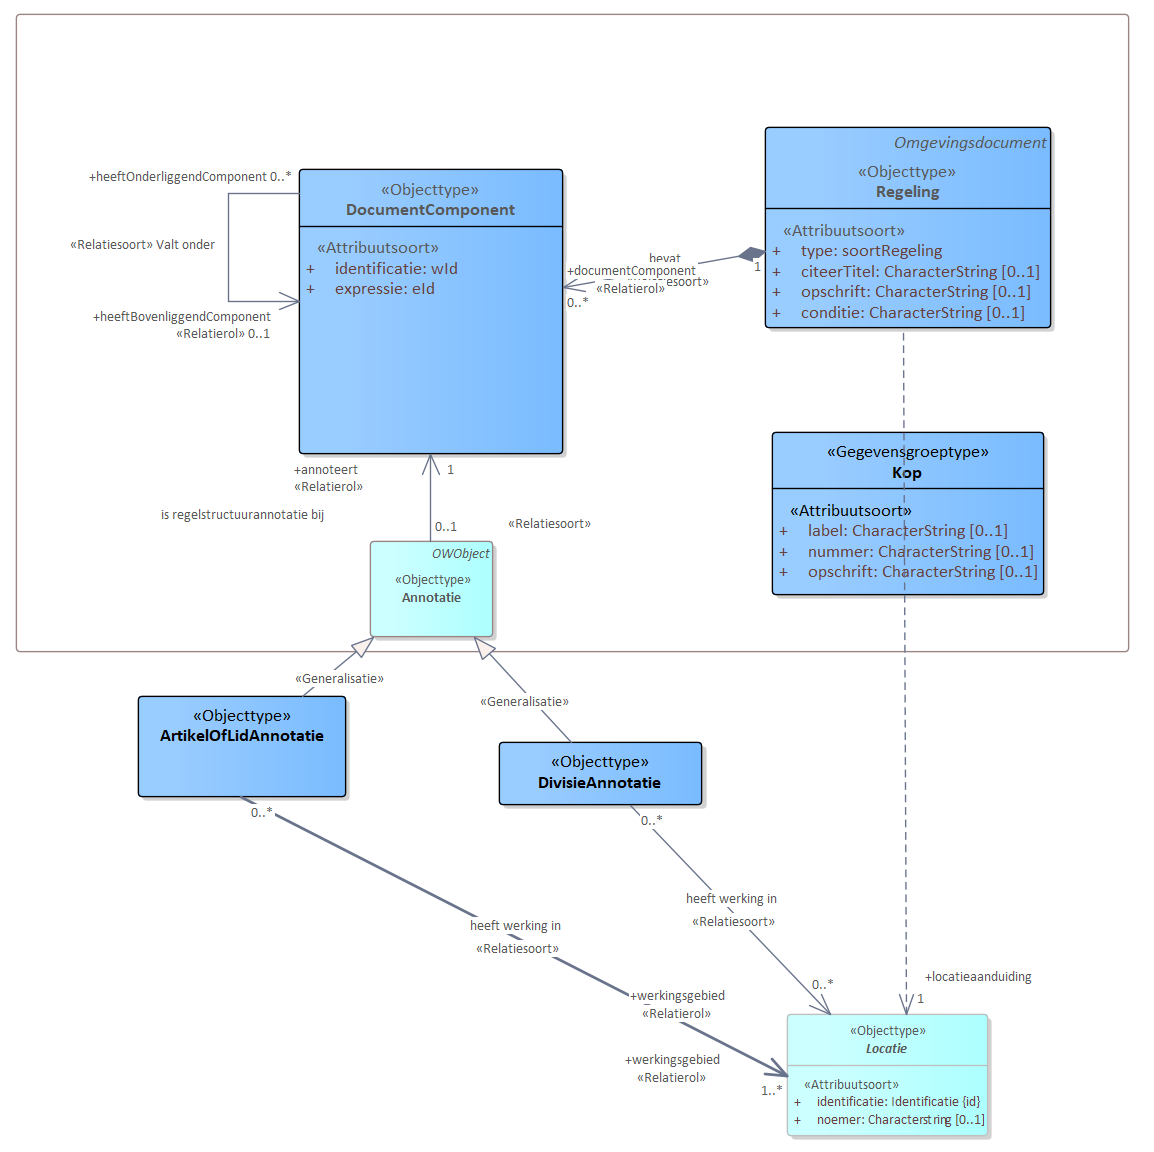 Omgevingsdocument
«Objecttype»
Regeling
«Attribuutsoort»
+ type: soortRegeling
+ citeerTitel: CharacterString [0..1]
+ opschrift: CharacterString [0..1]
+ conditie: CharacterString [0..1]
+heeftOnderliggendComponent 0..*
«Relatiesoort» Valt onder
+heeftBovenliggendComponent
«Relatierol» 0..1
«Objecttype»
DocumentComponent
«Attribuutsoort»
+ identificatie: wId
+ expressie: eId
bevat
1
+documentComponent
«Relatierol»
0..*
«Gegevensgroeptype»
Kop
«Attribuutsoort»
+ label: CharacterString [0..1]
+ nummer: CharacterString [0..1]
+ opschrift: CharacterString [0..1]
+annoteert
«Relatierol»
1
is regelstructuurannotatie bij
0..1
«Relatiesoort»
OWObject
«Objecttype»
Annotatie
«Generalisatie»
«Generalisatie»
«Objecttype»
ArtikelOfLidAnnotatie
«Objecttype»
DivisieAnnotatie
0..*
0..*
heeft werking in
«Relatiesoort»
heeft werking in
«Relatiesoort»
+werkingsgebied
«Relatierol»
0..*
+locatieaanduiding
1
+werkingsgebied
«Relatierol»
1..*
«Objecttype»
Locatie
«Attribuutsoort»
+ identificatie: Identificatie {id}
+ noemer: Characterstring [0..1]